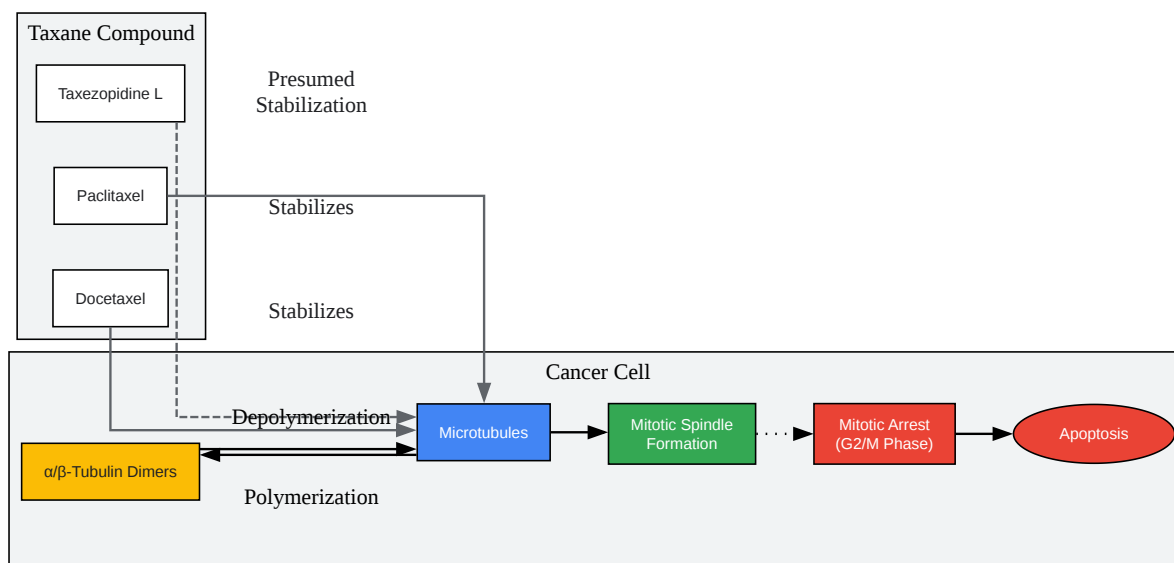 Taxane Compound
Taxezopidine L
Presumed
Stabilization
Paclitaxel
Stabilizes
Docetaxel
Stabilizes
Cancer Cell
Depolymerization
Microtubules
Mitotic Spindle
Formation
Mitotic Arrest
(G2/M Phase)
Apoptosis
α/β-Tubulin Dimers
Polymerization